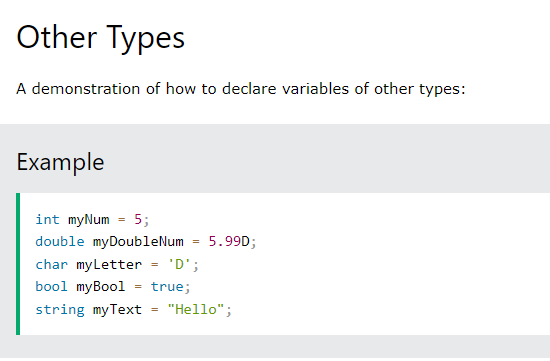 Other Types
A demonstration of how to declare variables of other types:
Example
int myNum = 5;
double myDoubleNum = 5.99D;
char myLetter = 'D';
bool myBool = true;
string myText = "Hello";